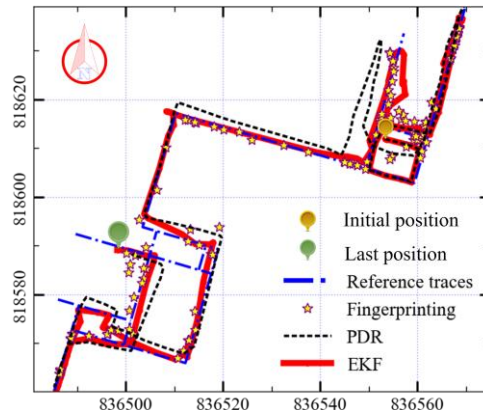 818620
818600
818580
Initial position
Last position
Reference traces
Fingerprinting
PDR
EKF
836500 836520 836540 836560